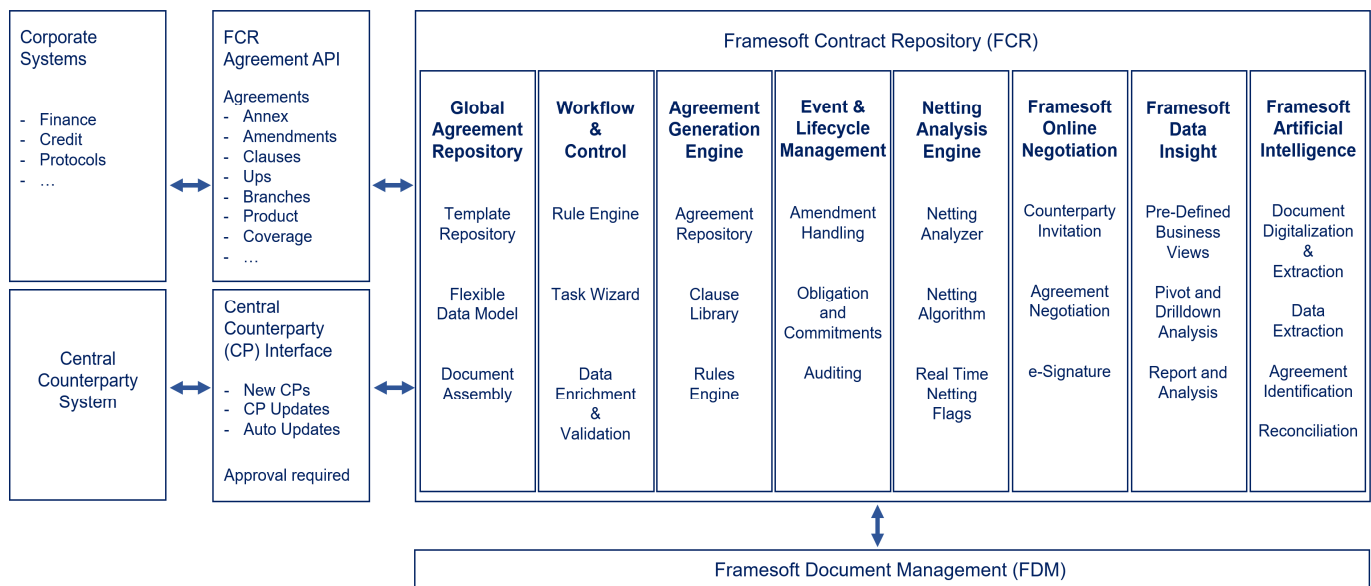 Corporate
Systems
- Finance
- Credit
- Protocols
- …
FCR
Agreement API
Agreements
- Annex
- Amendments
- Clauses
- Ups
- Branches
- Product
- Coverage
- …
Central
Counterparty
System
Central
Counterparty
(CP) Interface
- New CPs
- CP Updates
- Auto Updates
Approval required
Framesoft Contract Repository (FCR)
Global
Agreement
Repository
Template
Repository
Flexible
Data Model
Document
Assembly
Workflow
&
Control
Rule Engine
Task Wizard
Data
Enrichment
&
Validation
Agreement
Generation
Engine
Agreement
Repository
Clause
Library
Rules
Engine
Event &
Lifecycle
Management
Amendment
Handling
Obligation
and
Commitments
Auditing
Netting
Analysis
Engine
Netting
Analyzer
Netting
Algorithm
Real Time
Netting
Flags
Framesoft
Online
Negotiation
Counterparty
Invitation
Agreement
Negotiation
e-Signature
Framesoft
Data
Insight
Pre-Defined
Business
Views
Pivot and
Drilldown
Analysis
Report and
Analysis
Framesoft
Artificial
Intelligence
Document
Digitalization
&
Extraction
Data
Extraction
Agreement
Identification
Reconciliation
Framesoft Document Management (FDM)